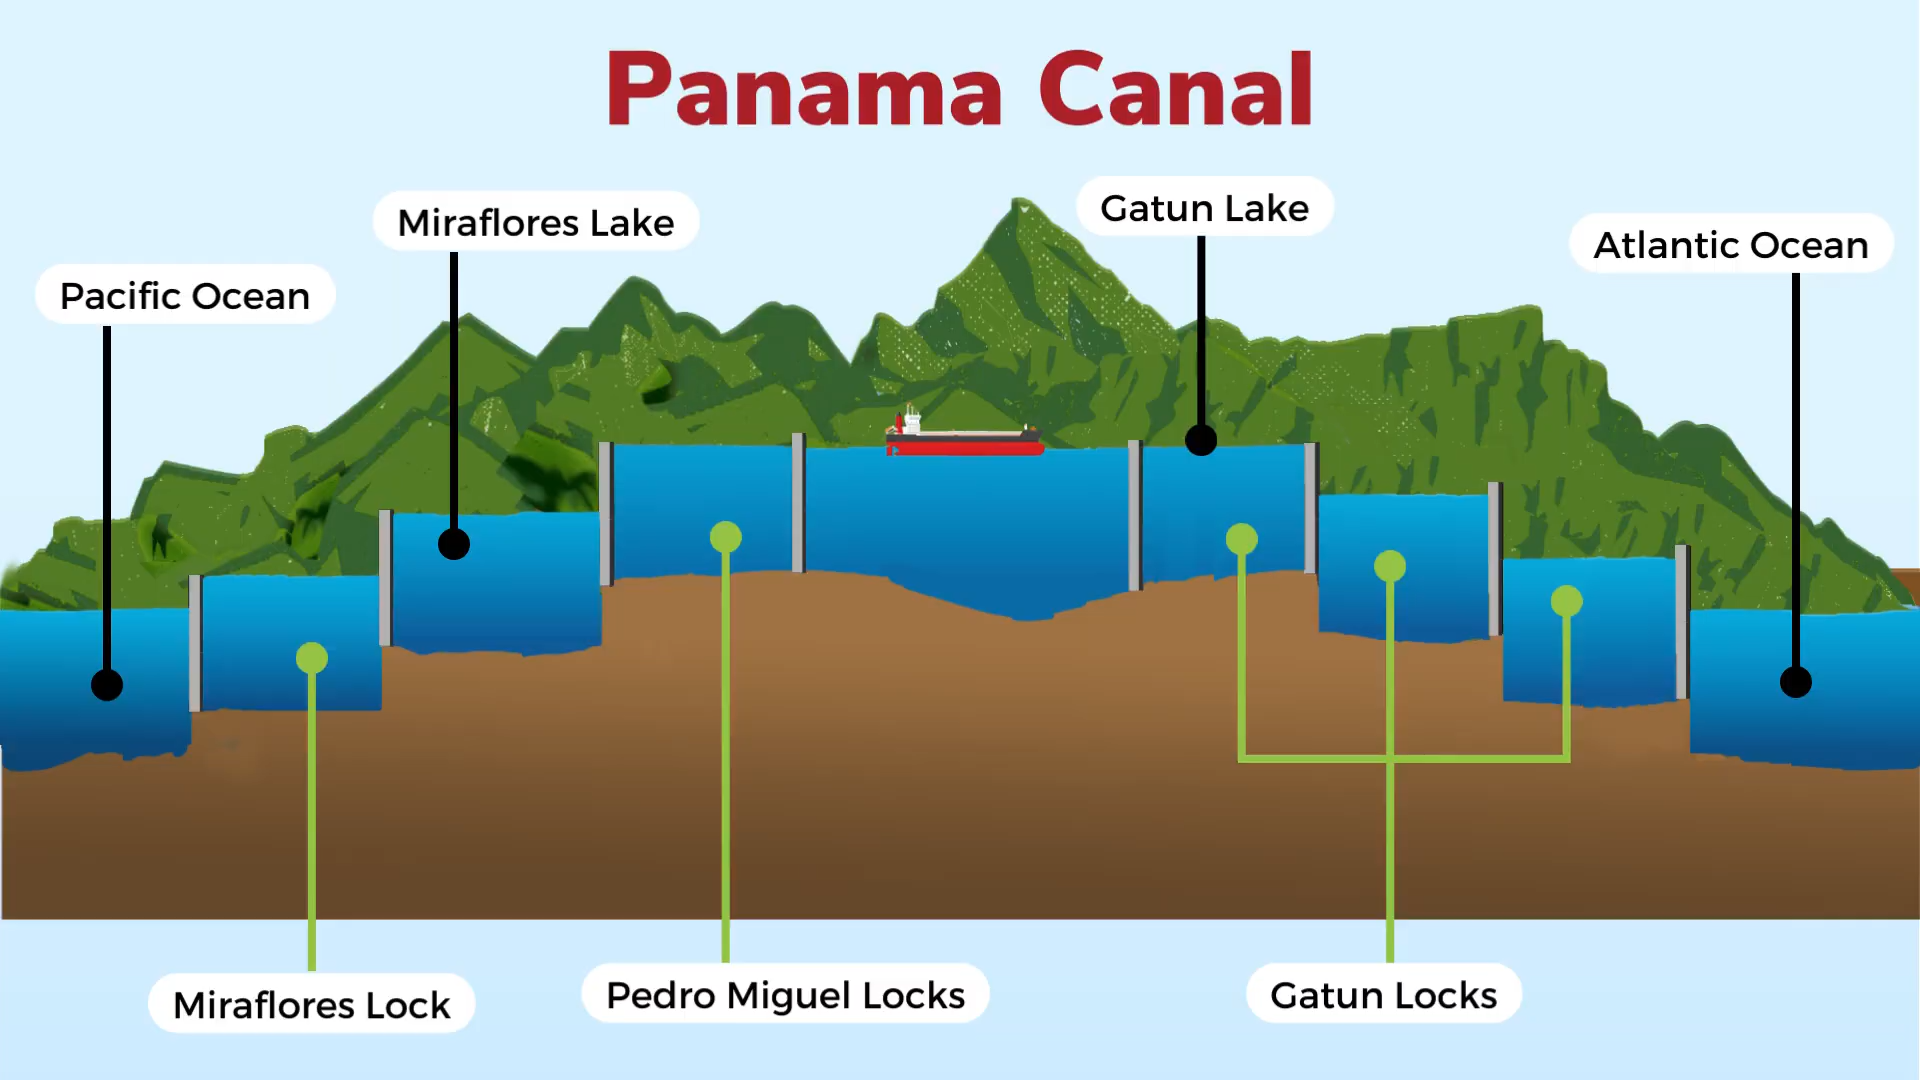 Panama Canal
Gatun Lake
Miraflores Lake
Atlantic Ocean
Pacific Ocean
Miraflores Lock
Pedro Miguel Locks
Gatun Locks